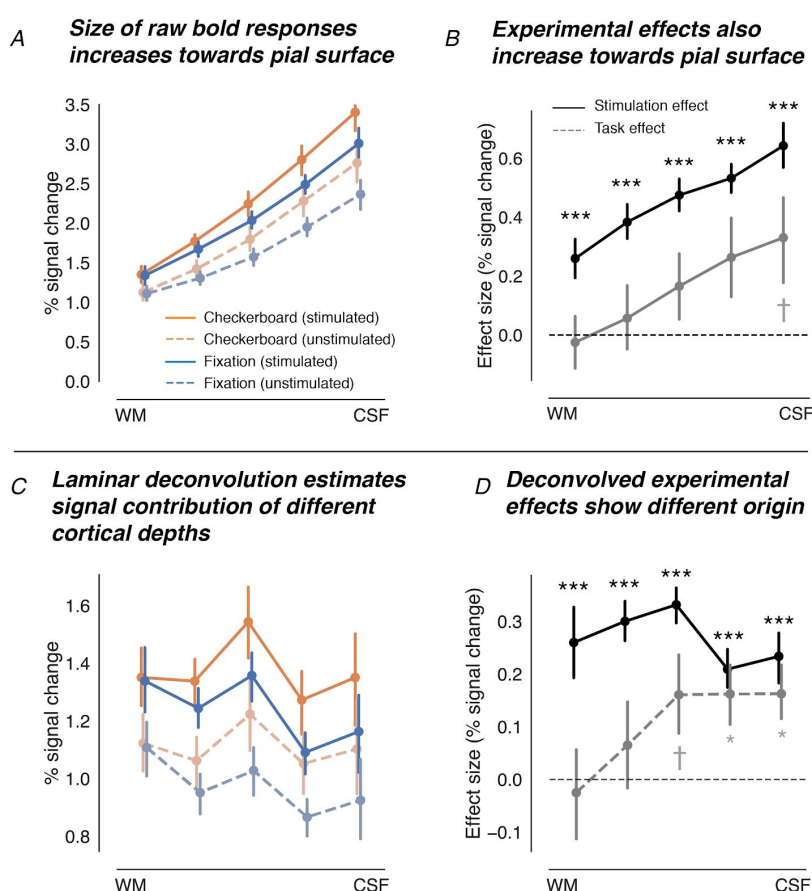 A
Size of raw bold responses
increases towards pial surface
3.5
3.0
2.5
2.0
1.5
1.0
0.5
0.0
% signal change
Checkerboard (stimulated)
Checkerboard (unstimulated)
Fixation (stimulated)
Fixation (unstimulated)
WM
CSF
B
Experimental effects also
increase towards pial surface
Stimulation effect
Task effect
0.6
0.4
0.2
0.0
Effect size (% signal change)
***
***
***
***
***
†
WM
CSF
C
Laminar deconvolution estimates
signal contribution of different
cortical depths
1.6
1.4
1.2
1.0
0.8
% signal change
WM
CSF
D
Deconvolved experimental
effects show different origin
0.3
0.2
0.1
0.0
−0.1
Effect size (% signal change)
***
***
***
***
***
†
*
*
WM
CSF